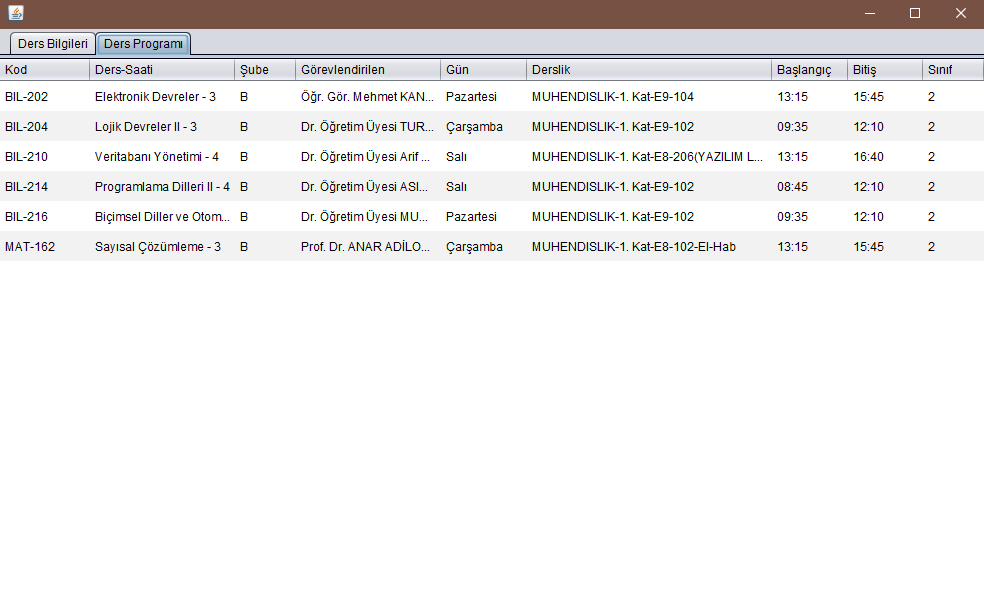 Ders Bilgileri Ders Programı
Kod Ders-Saati Şube Görevlendirilen Gün Derslik Başlangıç Bitiş Sınıf
BIL-202 Elektronik Devreler - 3 B Öğr. Gör. Mehmet KAN... Pazartesi MUHENDISLIK-1. Kat-E9-104 13:15 15:45 2
BIL-204 Lojik Devreler II - 3 B Dr. Öğretim Üyesi TUR... Çarşamba MUHENDISLIK-1. Kat-E9-102 09:35 12:10 2
BIL-210 Veritabanı Yönetimi - 4 B Dr. Öğretim Üyesi Arif ... Salı MUHENDISLIK-1. Kat-E8-206(YAZILIM L... 13:15 16:40 2
BIL-214 Programlama Dilleri II - 4 B Dr. Öğretim Üyesi ASI... Salı MUHENDISLIK-1. Kat-E9-102 08:45 12:10 2
BIL-216 Biçimsel Diller ve Otom... B Dr. Öğretim Üyesi MU... Pazartesi MUHENDISLIK-1. Kat-E9-102 09:35 12:10 2
MAT-162 Sayısal Çözümleme - 3 B Prof. Dr. ANAR ADİLO... Çarşamba MUHENDISLIK-1. Kat-E8-102-El-Hab 13:15 15:45 2